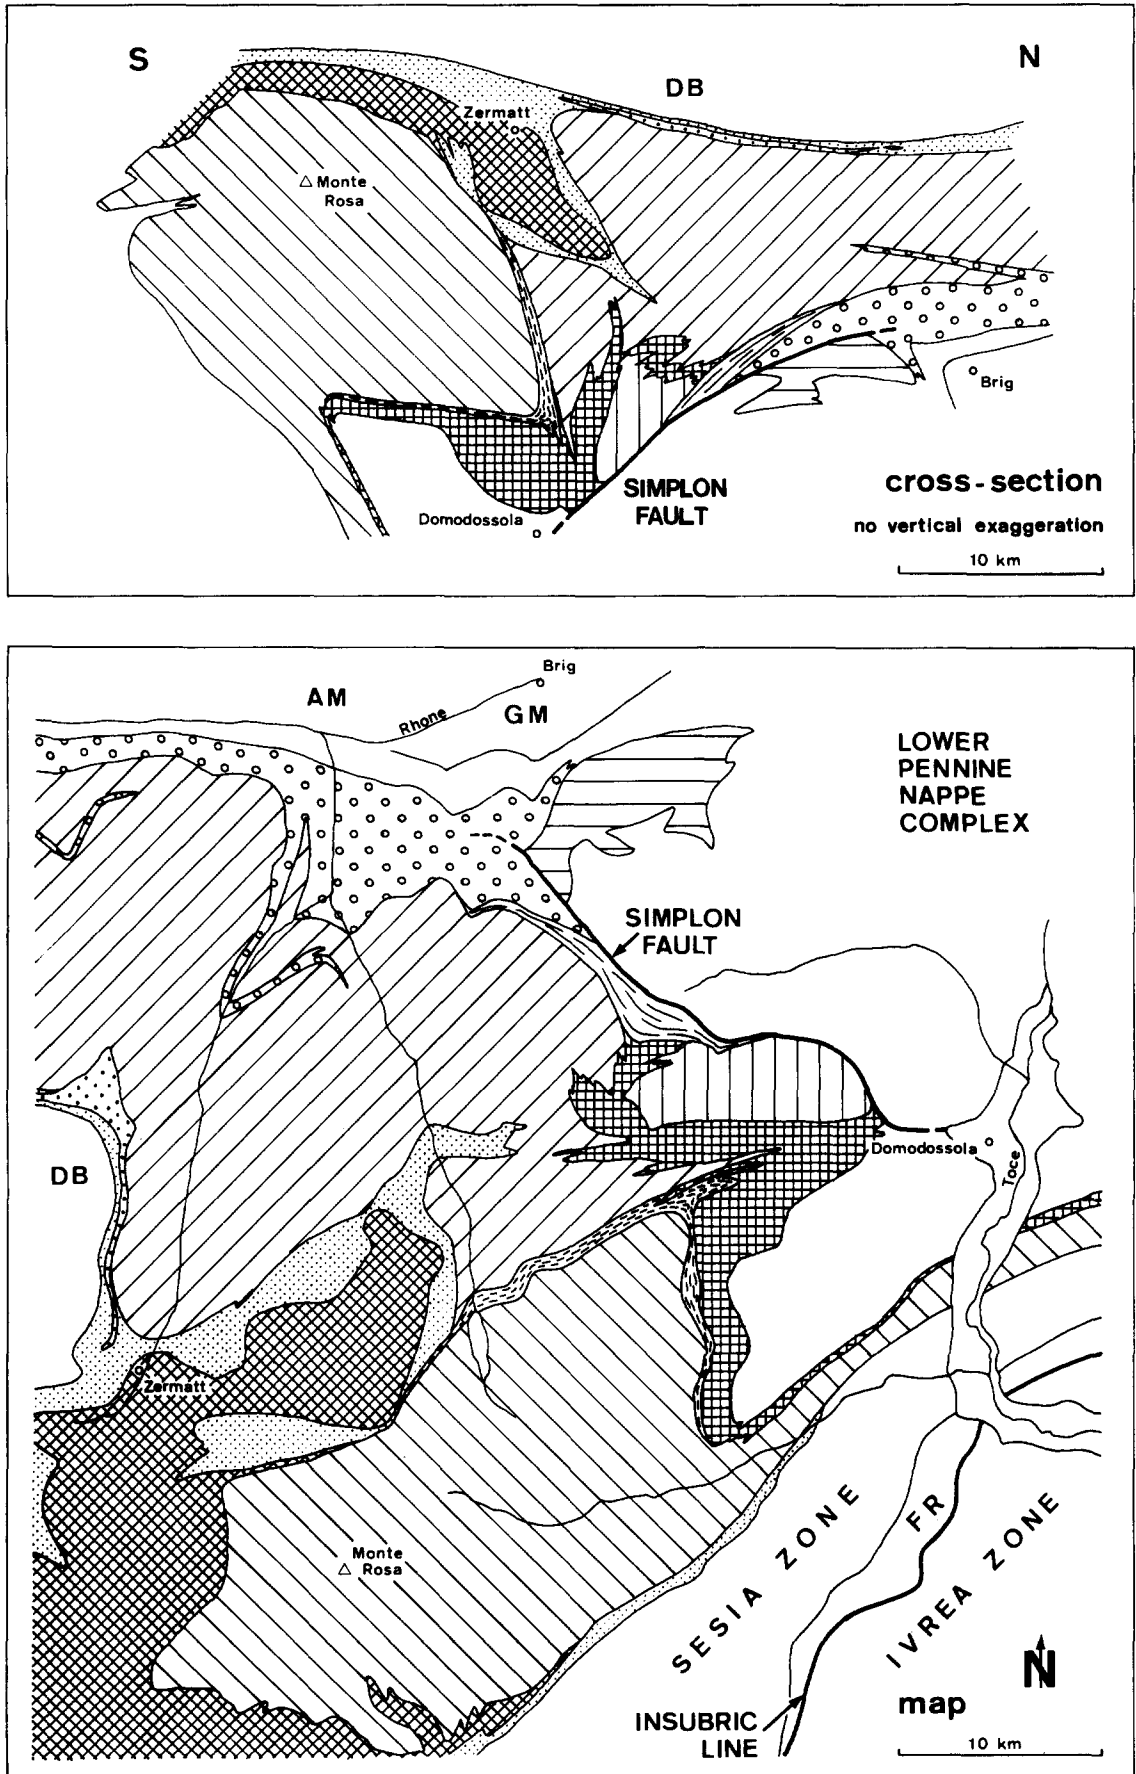 S
N
DB
Zermatt
Monte
Rosa
Brig
SIMPLON
FAULT
Domodossola
cross-section
no vertical exaggeration
10 km
Brig
AM
Rhone
GM
LOWER
PENNINE
NAPPE
COMPLEX
SIMPLON
FAULT
DB
Domodossola
Toce
Zermatt
Monte
Rosa
SESIA ZONE
FR
IVREA ZONE
N
map
INSUBRIC
LINE
10 km